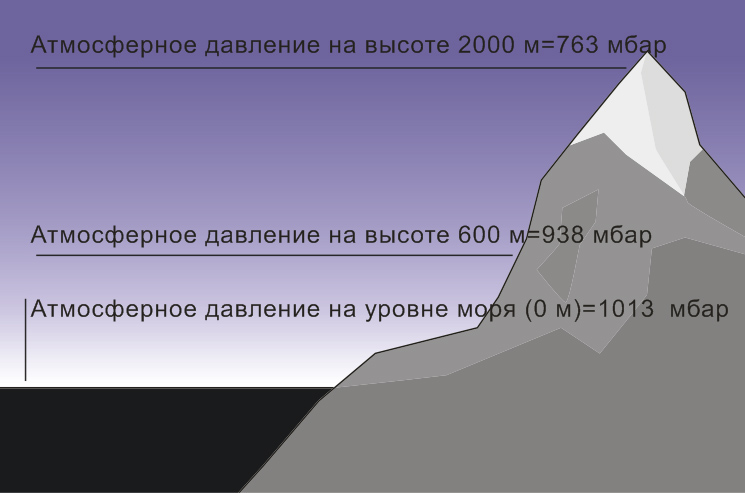 Атмосферное давление на высоте 2000 м=763 мбар
Атмосферное давление на высоте 600 м=938 мбар
Атмосферное давление на уровне моря (0 м)=1013 мбар